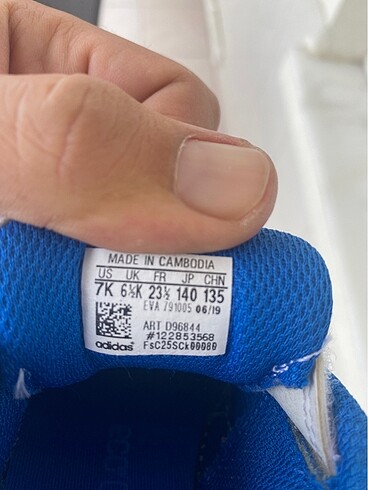 MADE IN CAMBODIA
US UK FR JP CHN
7K 6½K 23½ 140 135
EVA 791005 06/19
ART D96844
#122853568
adidas FsC25SCk00080